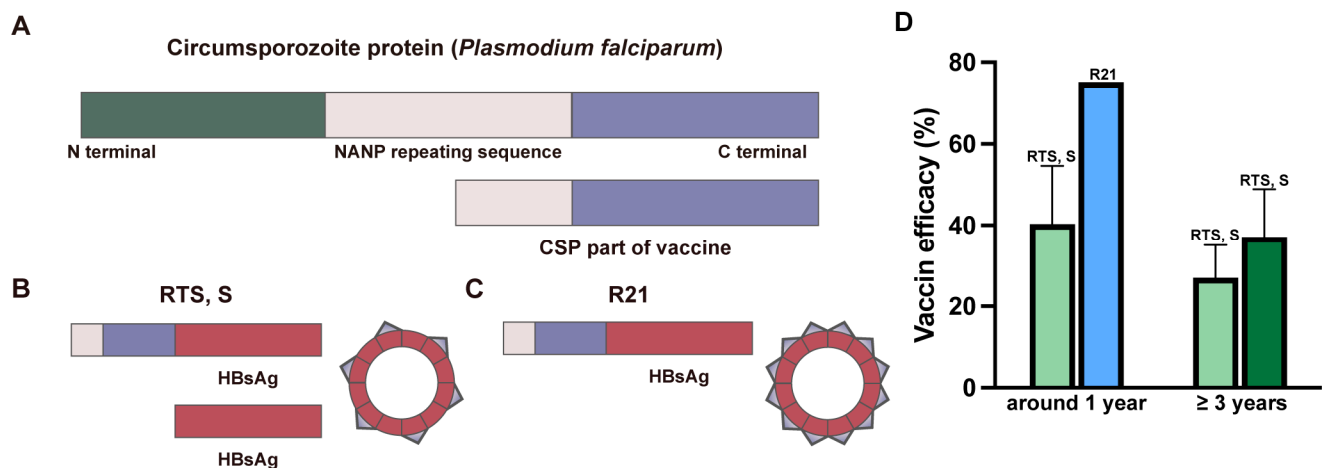 A
Circumsporozoite protein (Plasmodium falciparum)
N terminal
NANP repeating sequence
C terminal
CSP part of vaccine
B
RTS, S
HBsAg
HBsAg
C
R21
HBsAg
D
Vaccin efficacy (%)
80
60
40
20
0
RTS, S
R21
RTS, S
RTS, S
around 1 year
≥ 3 years